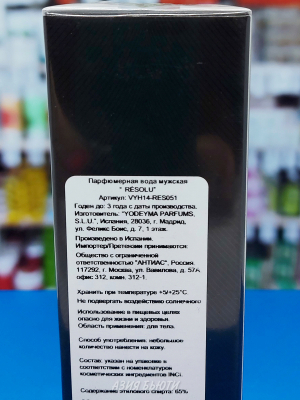 Парфюмерная вода мужская
" RÉSOLU"
Артикул: VYH14-RES051
Годен до: 3 года с даты производства.
Изготовитель: "YODEYMA PARFUMS,
S.L.U.", Испания, 28036, г. Мадрид,
ул. Феликс Боис, д. 7, 1 этаж.
Произведено в Испании.
Импортер/Претензии принимаются:
Общество с ограниченной
ответственностью "АНТИАС", Россия,
117292, г. Москва, ул. Вавилова, д. 57А,
офис 312, комн. 312-1.
Хранить при температуре +5/+25°С
Не подвергать воздействию солнечного
Использование в пищевых целях
опасно для жизни и здоровья.
Область применения: для тела.
Способ употребления: небольшое
количество нанести на кожу.
Состав: указан на упаковке в
соответствии с номенклатурой
косметических ингредиентов INCI.
Содержание этилового спирта: 65%
АЗИЯ БЬЮТИ